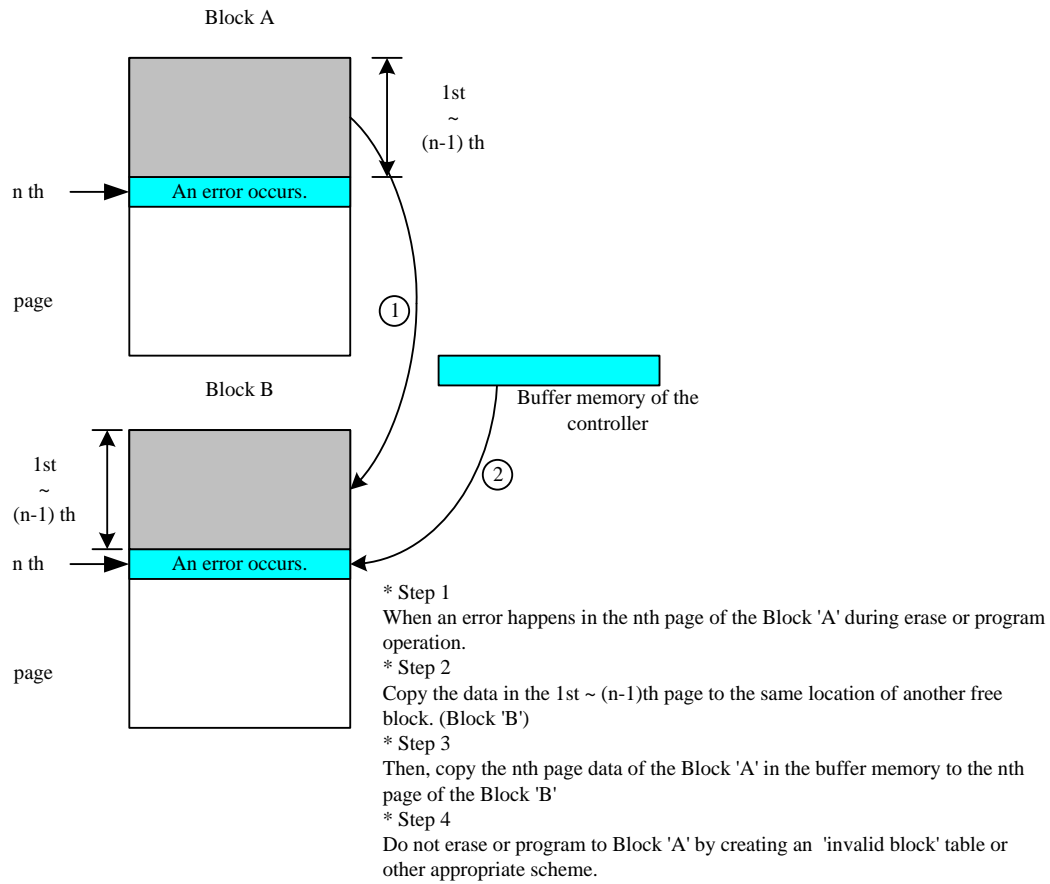 Block A
1st
~
(n-1) th
n th
An error occurs.
page
1
Block B
Buffer memory of the
controller
1st
~
(n-1) th
2
n th
An error occurs.
page
* Step 1
When an error happens in the nth page of the Block 'A' during erase or program
operation.
* Step 2
Copy the data in the 1st ~ (n-1)th page to the same location of another free
block. (Block 'B')
* Step 3
Then, copy the nth page data of the Block 'A' in the buffer memory to the nth
page of the Block 'B'
* Step 4
Do not erase or program to Block 'A' by creating an 'invalid block' table or
other appropriate scheme.